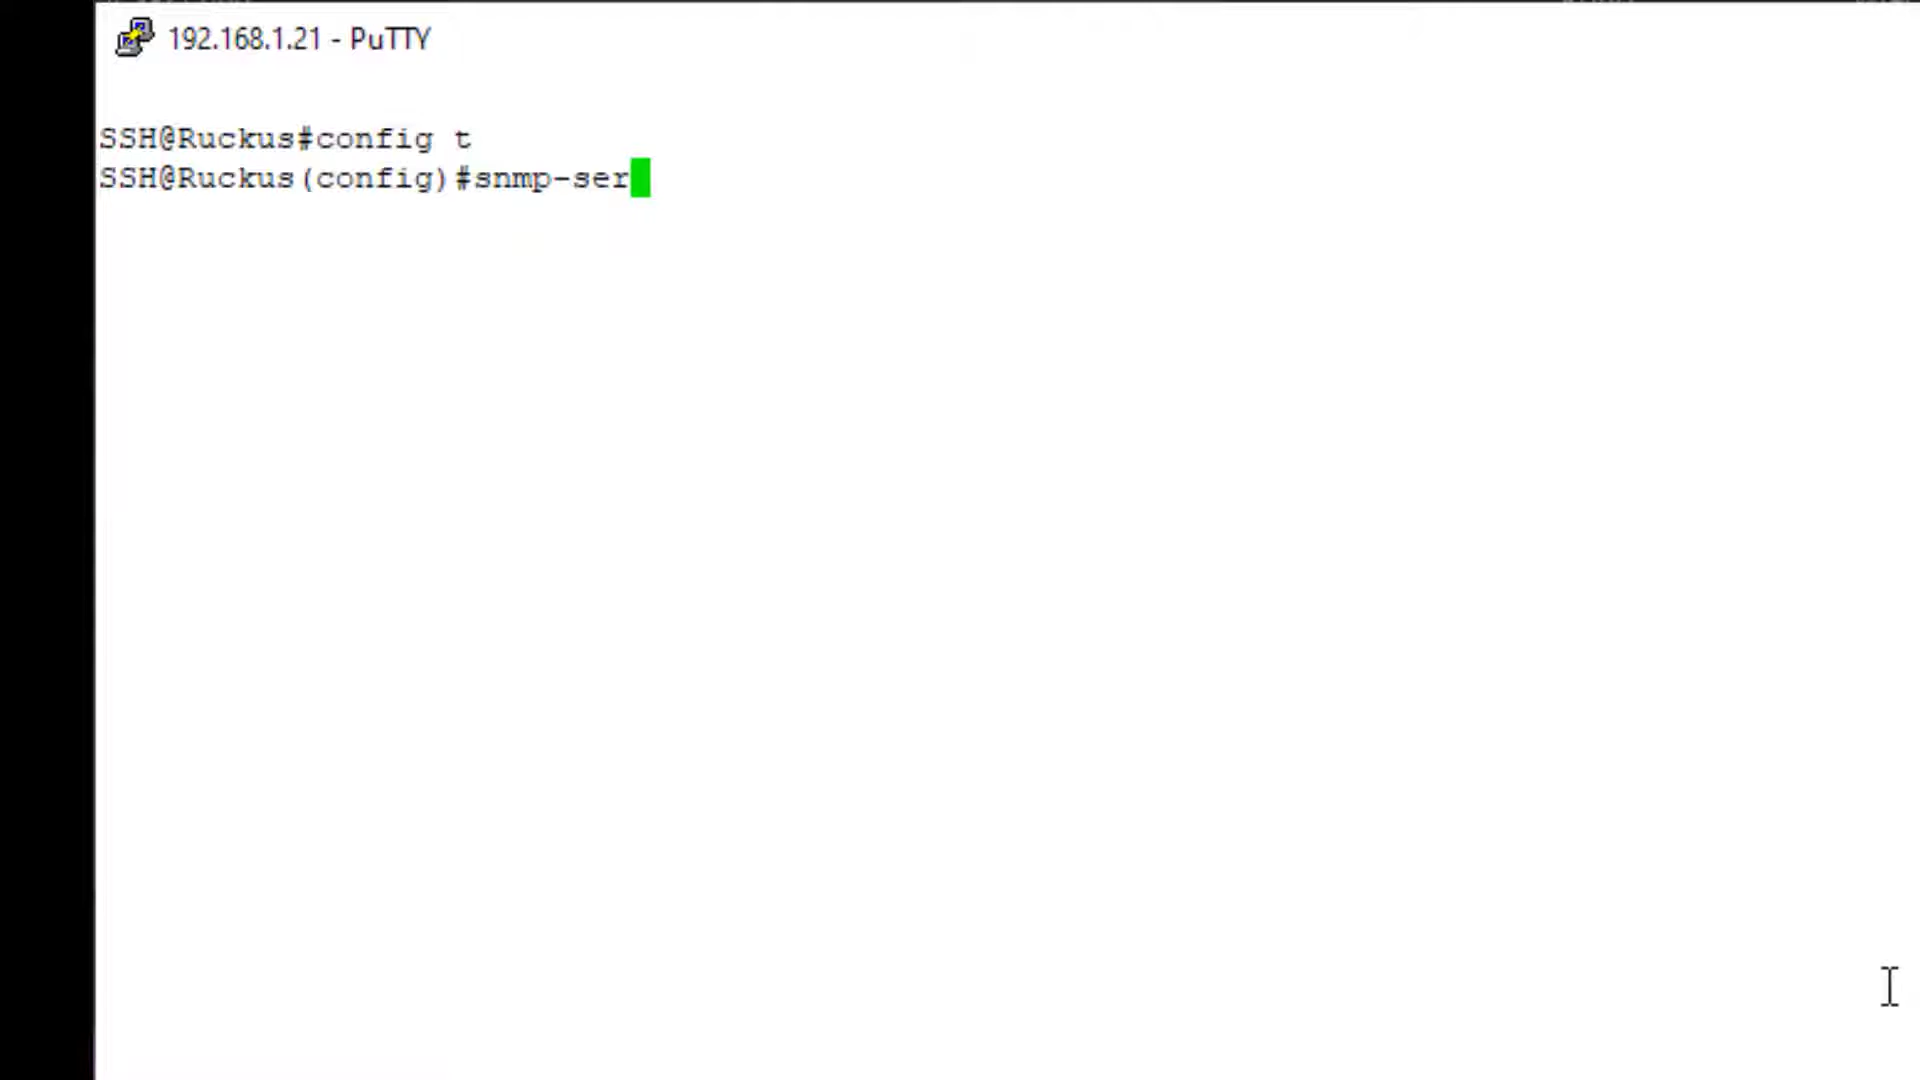 192.168.1.21 - PuTTY
SSH@Ruckus#config t
SSH@Ruckus(config)#snmp-ser